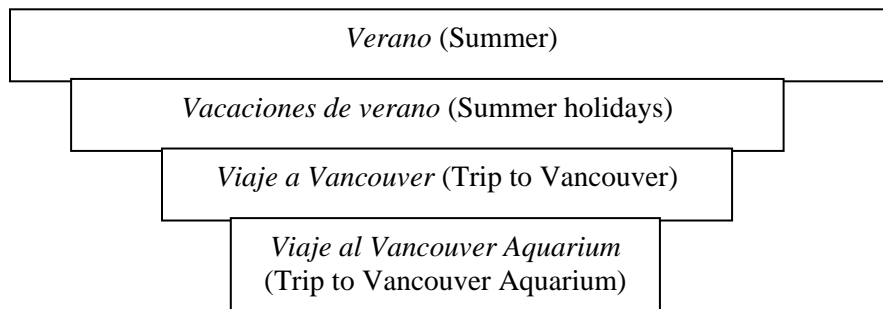 Verano (Summer)
Vacaciones de verano (Summer holidays)
Viaje a Vancouver (Trip to Vancouver)
Viaje al Vancouver Aquarium
(Trip to Vancouver Aquarium)